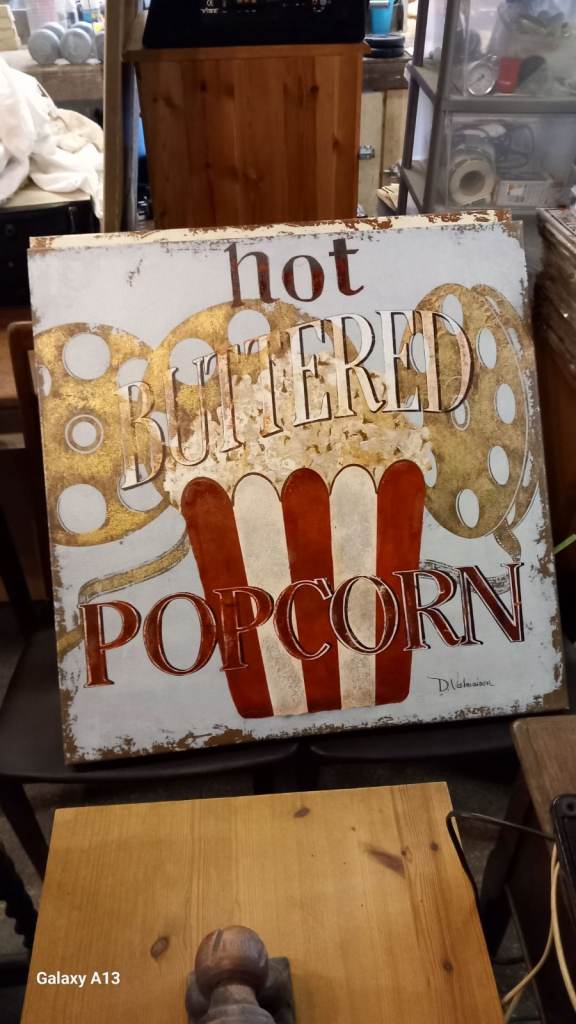 hot
BUTTERED
POPCORN
Galaxy A13